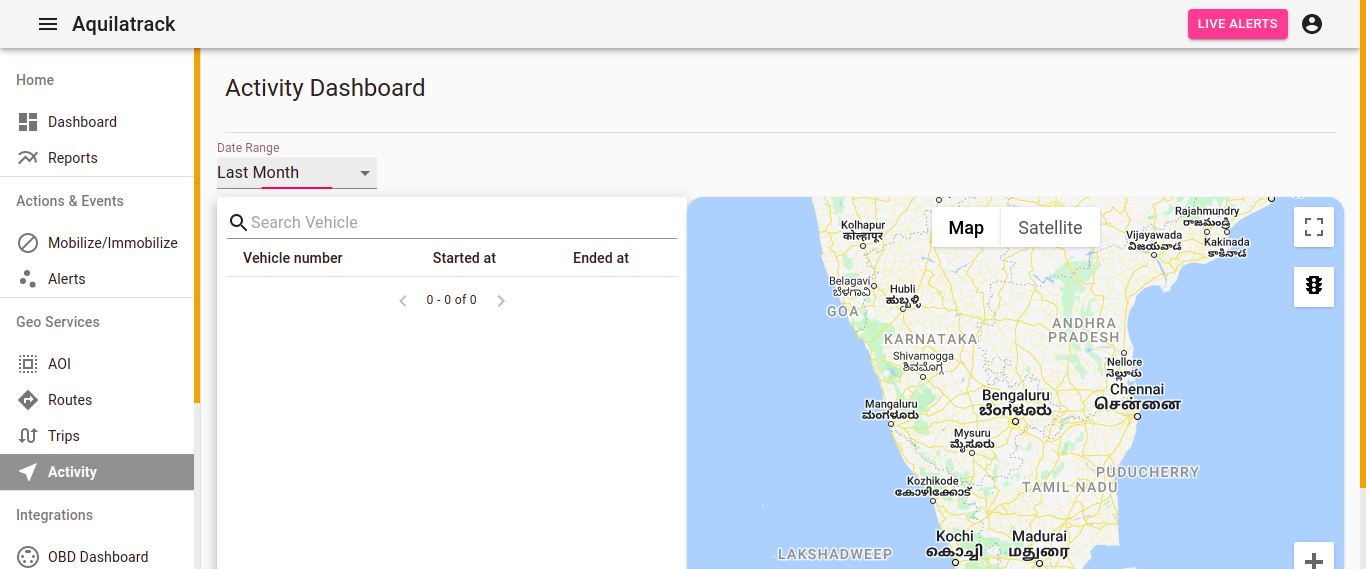 Aquilatrack
LIVE ALERTS
Home
Dashboard
Reports
Actions & Events
Mobilize/Immobilize
Alerts
Geo Services
AOI
Routes
Trips
Activity
Integrations
OBD Dashboard
Activity Dashboard
Date Range
Last Month
Search Vehicle
Vehicle number Started at Ended at
0 - 0 of 0
Map Satellite
Kolhapur
कोल्हापूर
Rajahmundry
రాజమండ్రి
Vijayawada
విజయవాడ
Kakinada
కాకినాడ
Belagavi
ಬೆಳಗಾವಿ
Hubli
ಹುಬ್ಬಳ್ಳಿ
GOA
KARNATAKA
ANDHRA
PRADESH
Shivamogga
ಶಿವಮೊಗ್ಗ
Nellore
నెల్లూరు
Bengaluru
ಬೆಂಗಳೂರು
Chennai
சென்னை
Mangaluru
ಮಂಗಳೂರು
Mysuru
ಮೈಸೂರು
PUDUCHERRY
TAMIL NADU
Kozhikode
കോഴിക്കോട്
Kochi
കൊച്ചി
Madurai
மதுரை
LAKSHADWEEP